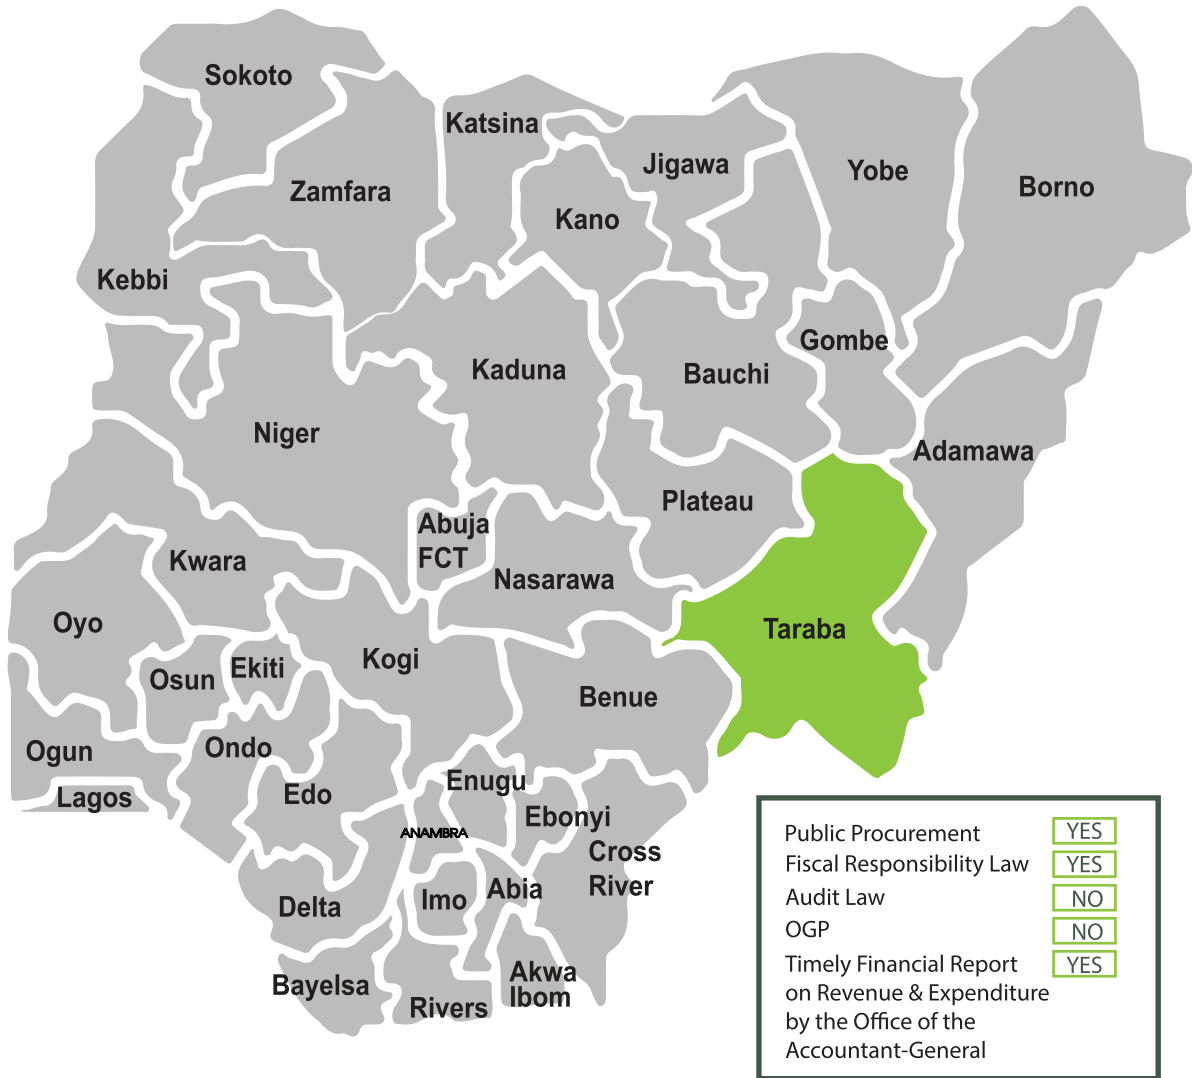 Sokoto
Katsina
Jigawa
Yobe
Borno
Zamfara
Kano
Kebbi
Gombe
Kaduna
Bauchi
Niger
Adamawa
Plateau
Abuja
FCT
Kwara
Nasarawa
Oyo
Taraba
Kogi
Ekiti
Osun
Benue
Ogun
Ondo
Lagos
Edo
Enugu
Ebonyi
ANAMBRA
Cross
River
Imo
Abia
Delta
Bayelsa
Rivers
Akwa
Ibom
Public Procurement YES
Fiscal Responsibility Law YES
Audit Law NO
OGP NO
Timely Financial Report YES
on Revenue & Expenditure
by the Office of the
Accountant-General